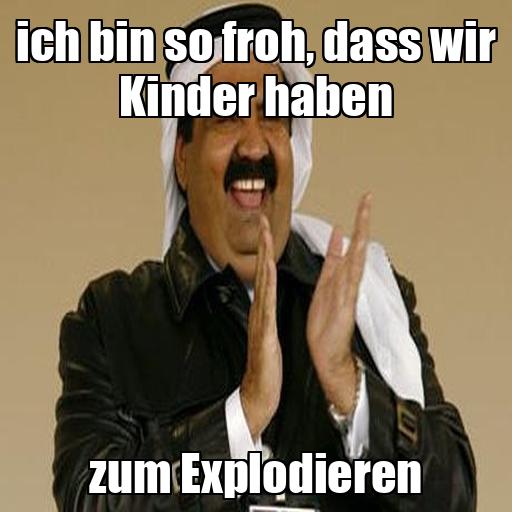 ich bin so froh, dass wir
Kinder haben
zum Explodieren